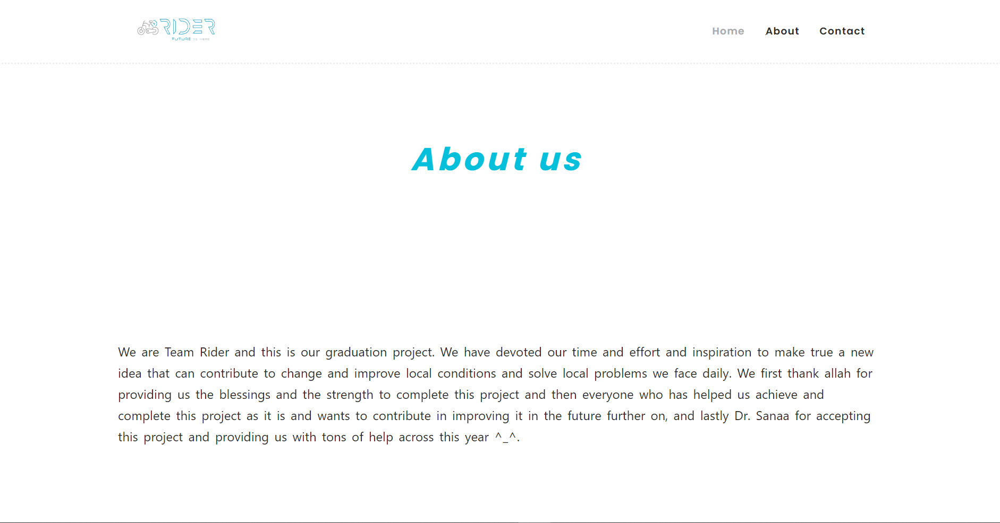 RIDER
FUTURE IS HERE
Home About Contact
About us
We are Team Rider and this is our graduation project. We have devoted our time and effort and inspiration to make true a new
idea that can contribute to change and improve local conditions and solve local problems we face daily. We first thank allah for
providing us the blessings and the strength to complete this project and then everyone who has helped us achieve and
complete this project as it is and wants to contribute in improving it in the future further on, and lastly Dr. Sanaa for accepting
this project and providing us with tons of help across this year ^_^.